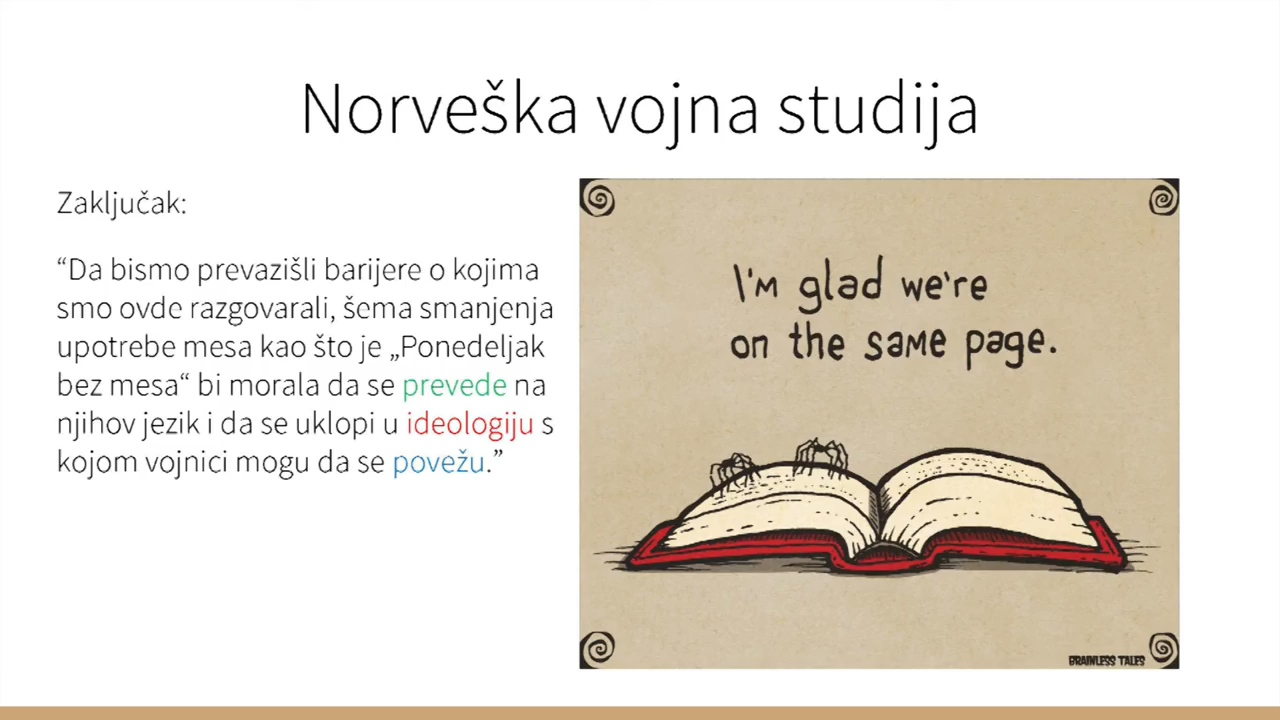 Norveška vojna studija
Zaključak:
“Da bismo prevazišli barijere o kojima
smo ovde razgovarali, šema smanjenja
upotrebe mesa kao što je „Ponedeljak
bez mesa“ bi morala da se prevede na
njihov jezik i da se uklopi u ideologiju s
kojom vojnici mogu da se povežu.”
I'm glad we're
on the same page.
BRAINLESS TALES